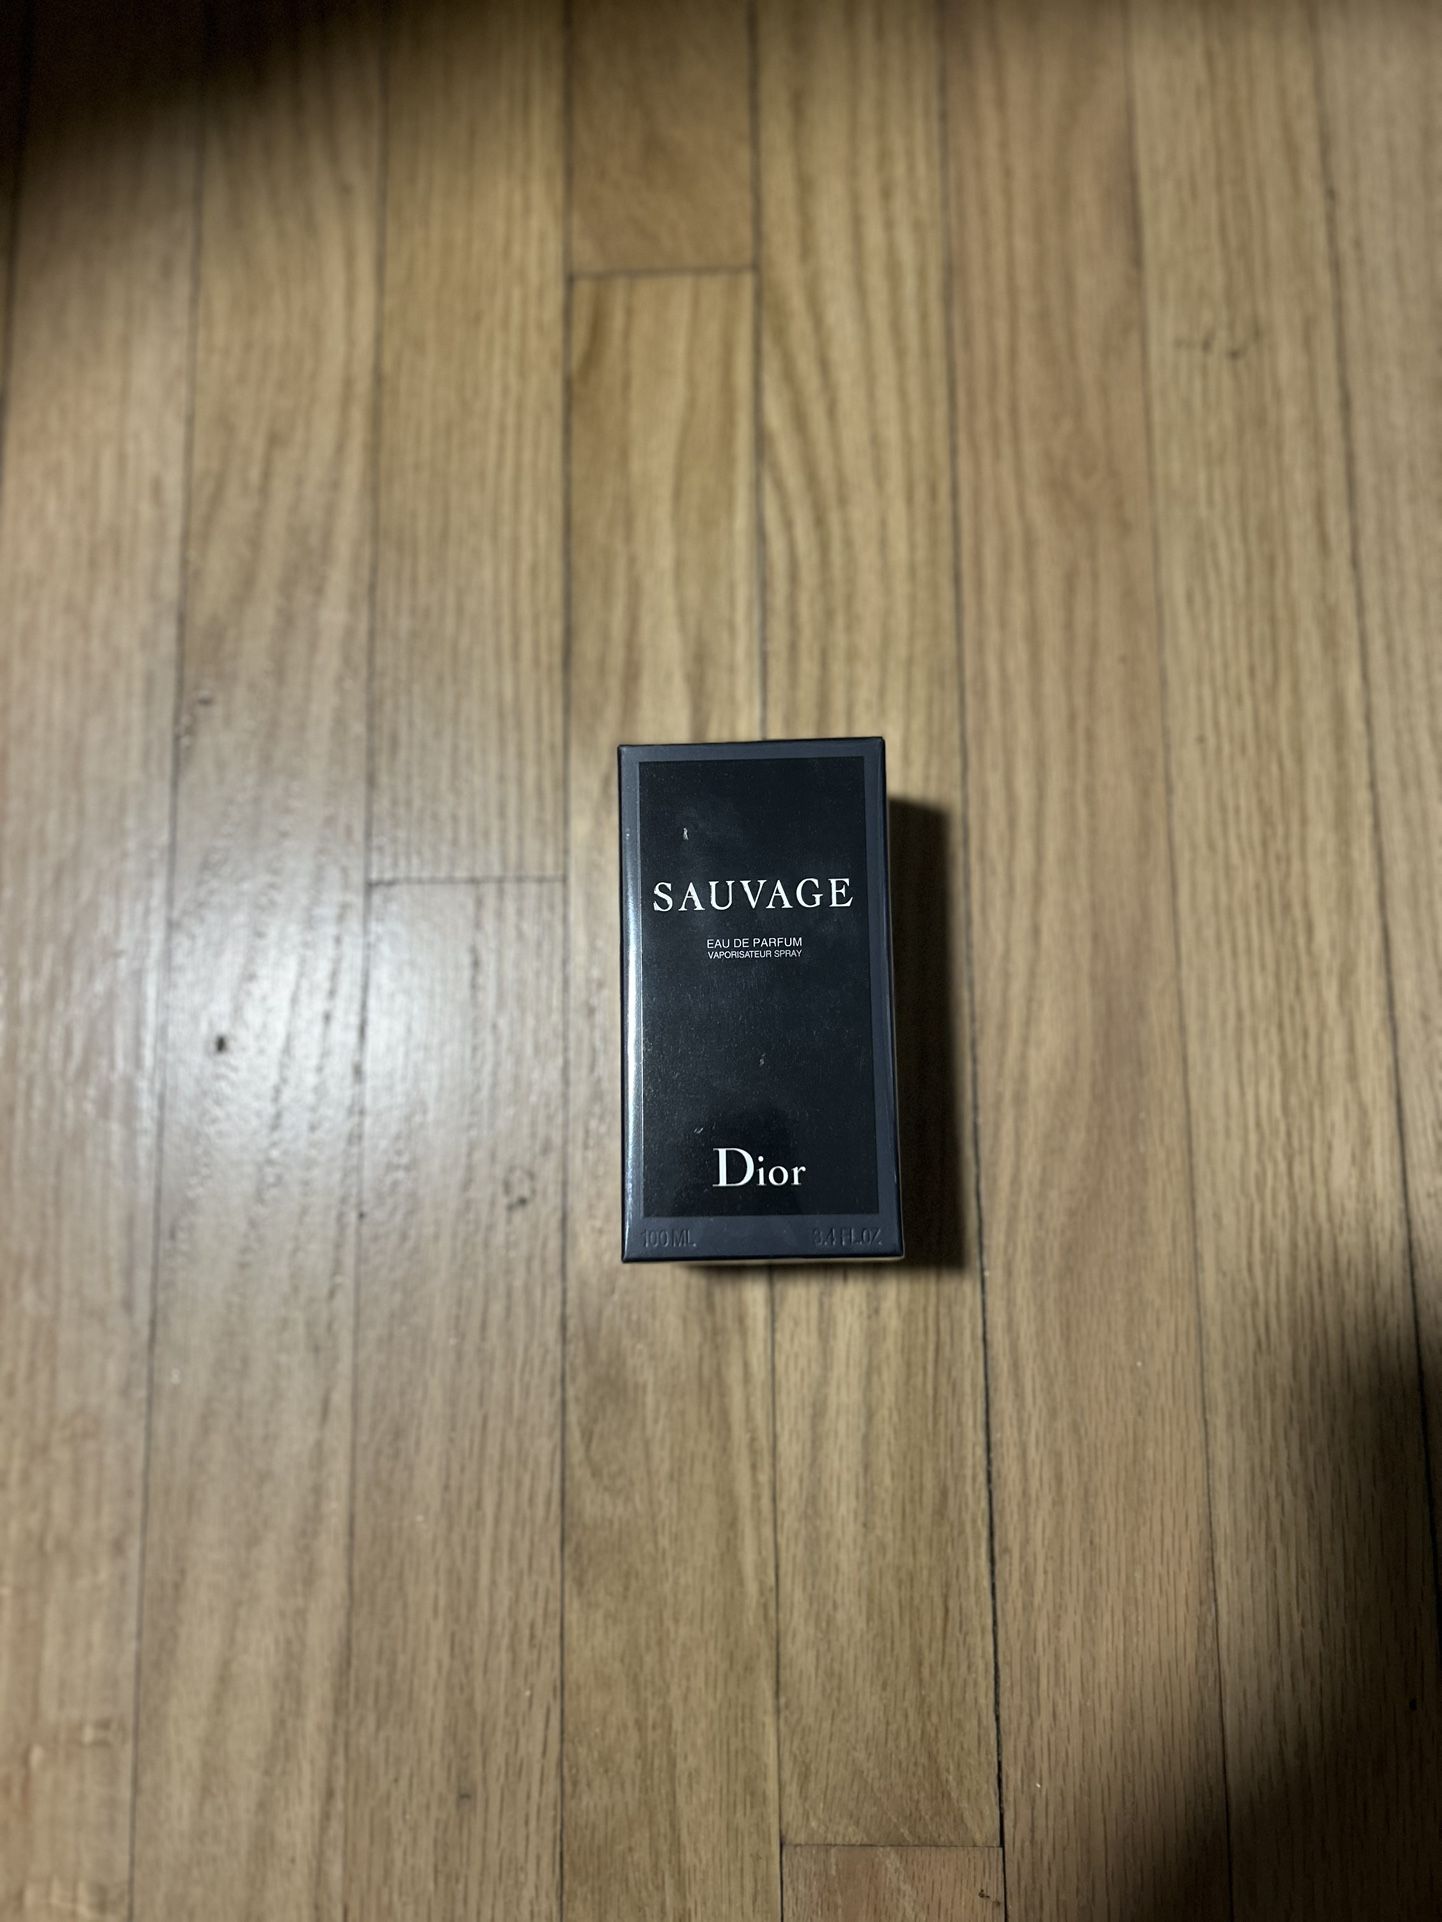 SAUVAGE
EAU DE PARFUM
VAPORISATEUR SPRAY
Dior
100 ML 3.4 FL.OZ